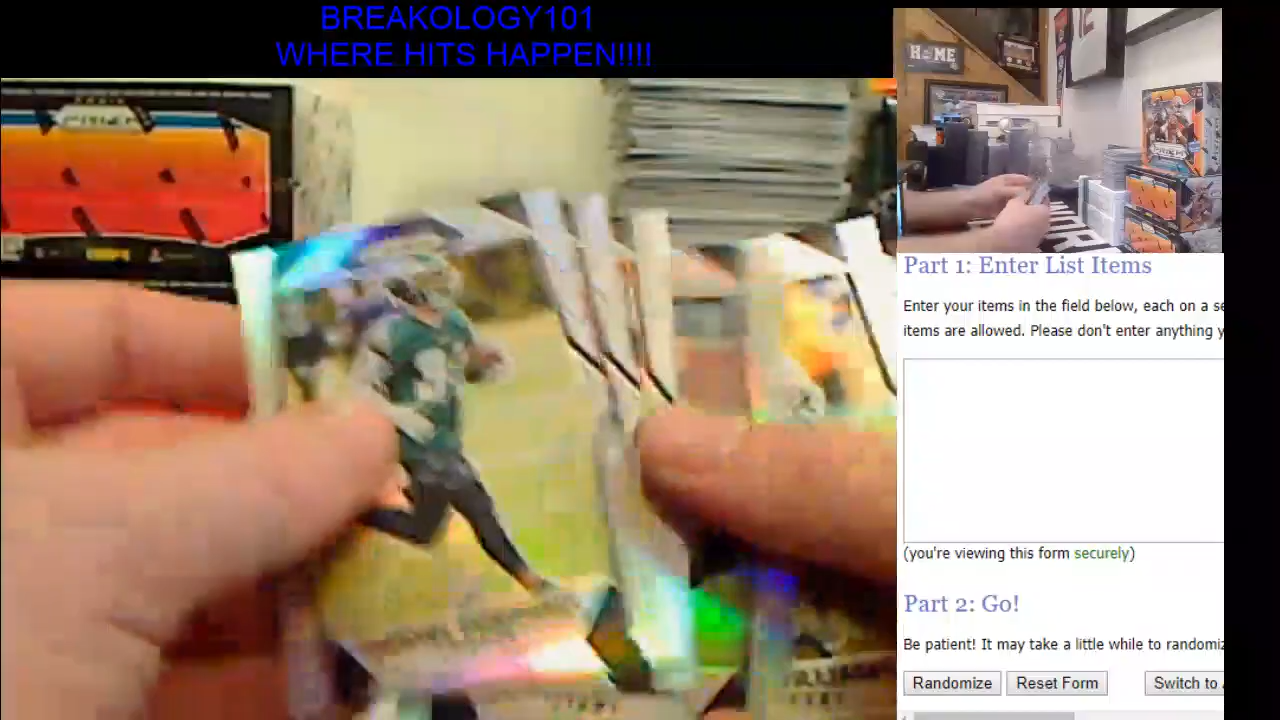 BREAKOLOGY101
WHERE HITS HAPPEN!!!!
HOME
PRIZM
Part 1: Enter List Items
Enter your items in the field below, each on a se
items are allowed. Please don't enter anything y
(you're viewing this form securely)
Part 2: Go!
Be patient! It may take a little while to randomiz
Randomize
Reset Form
Switch to